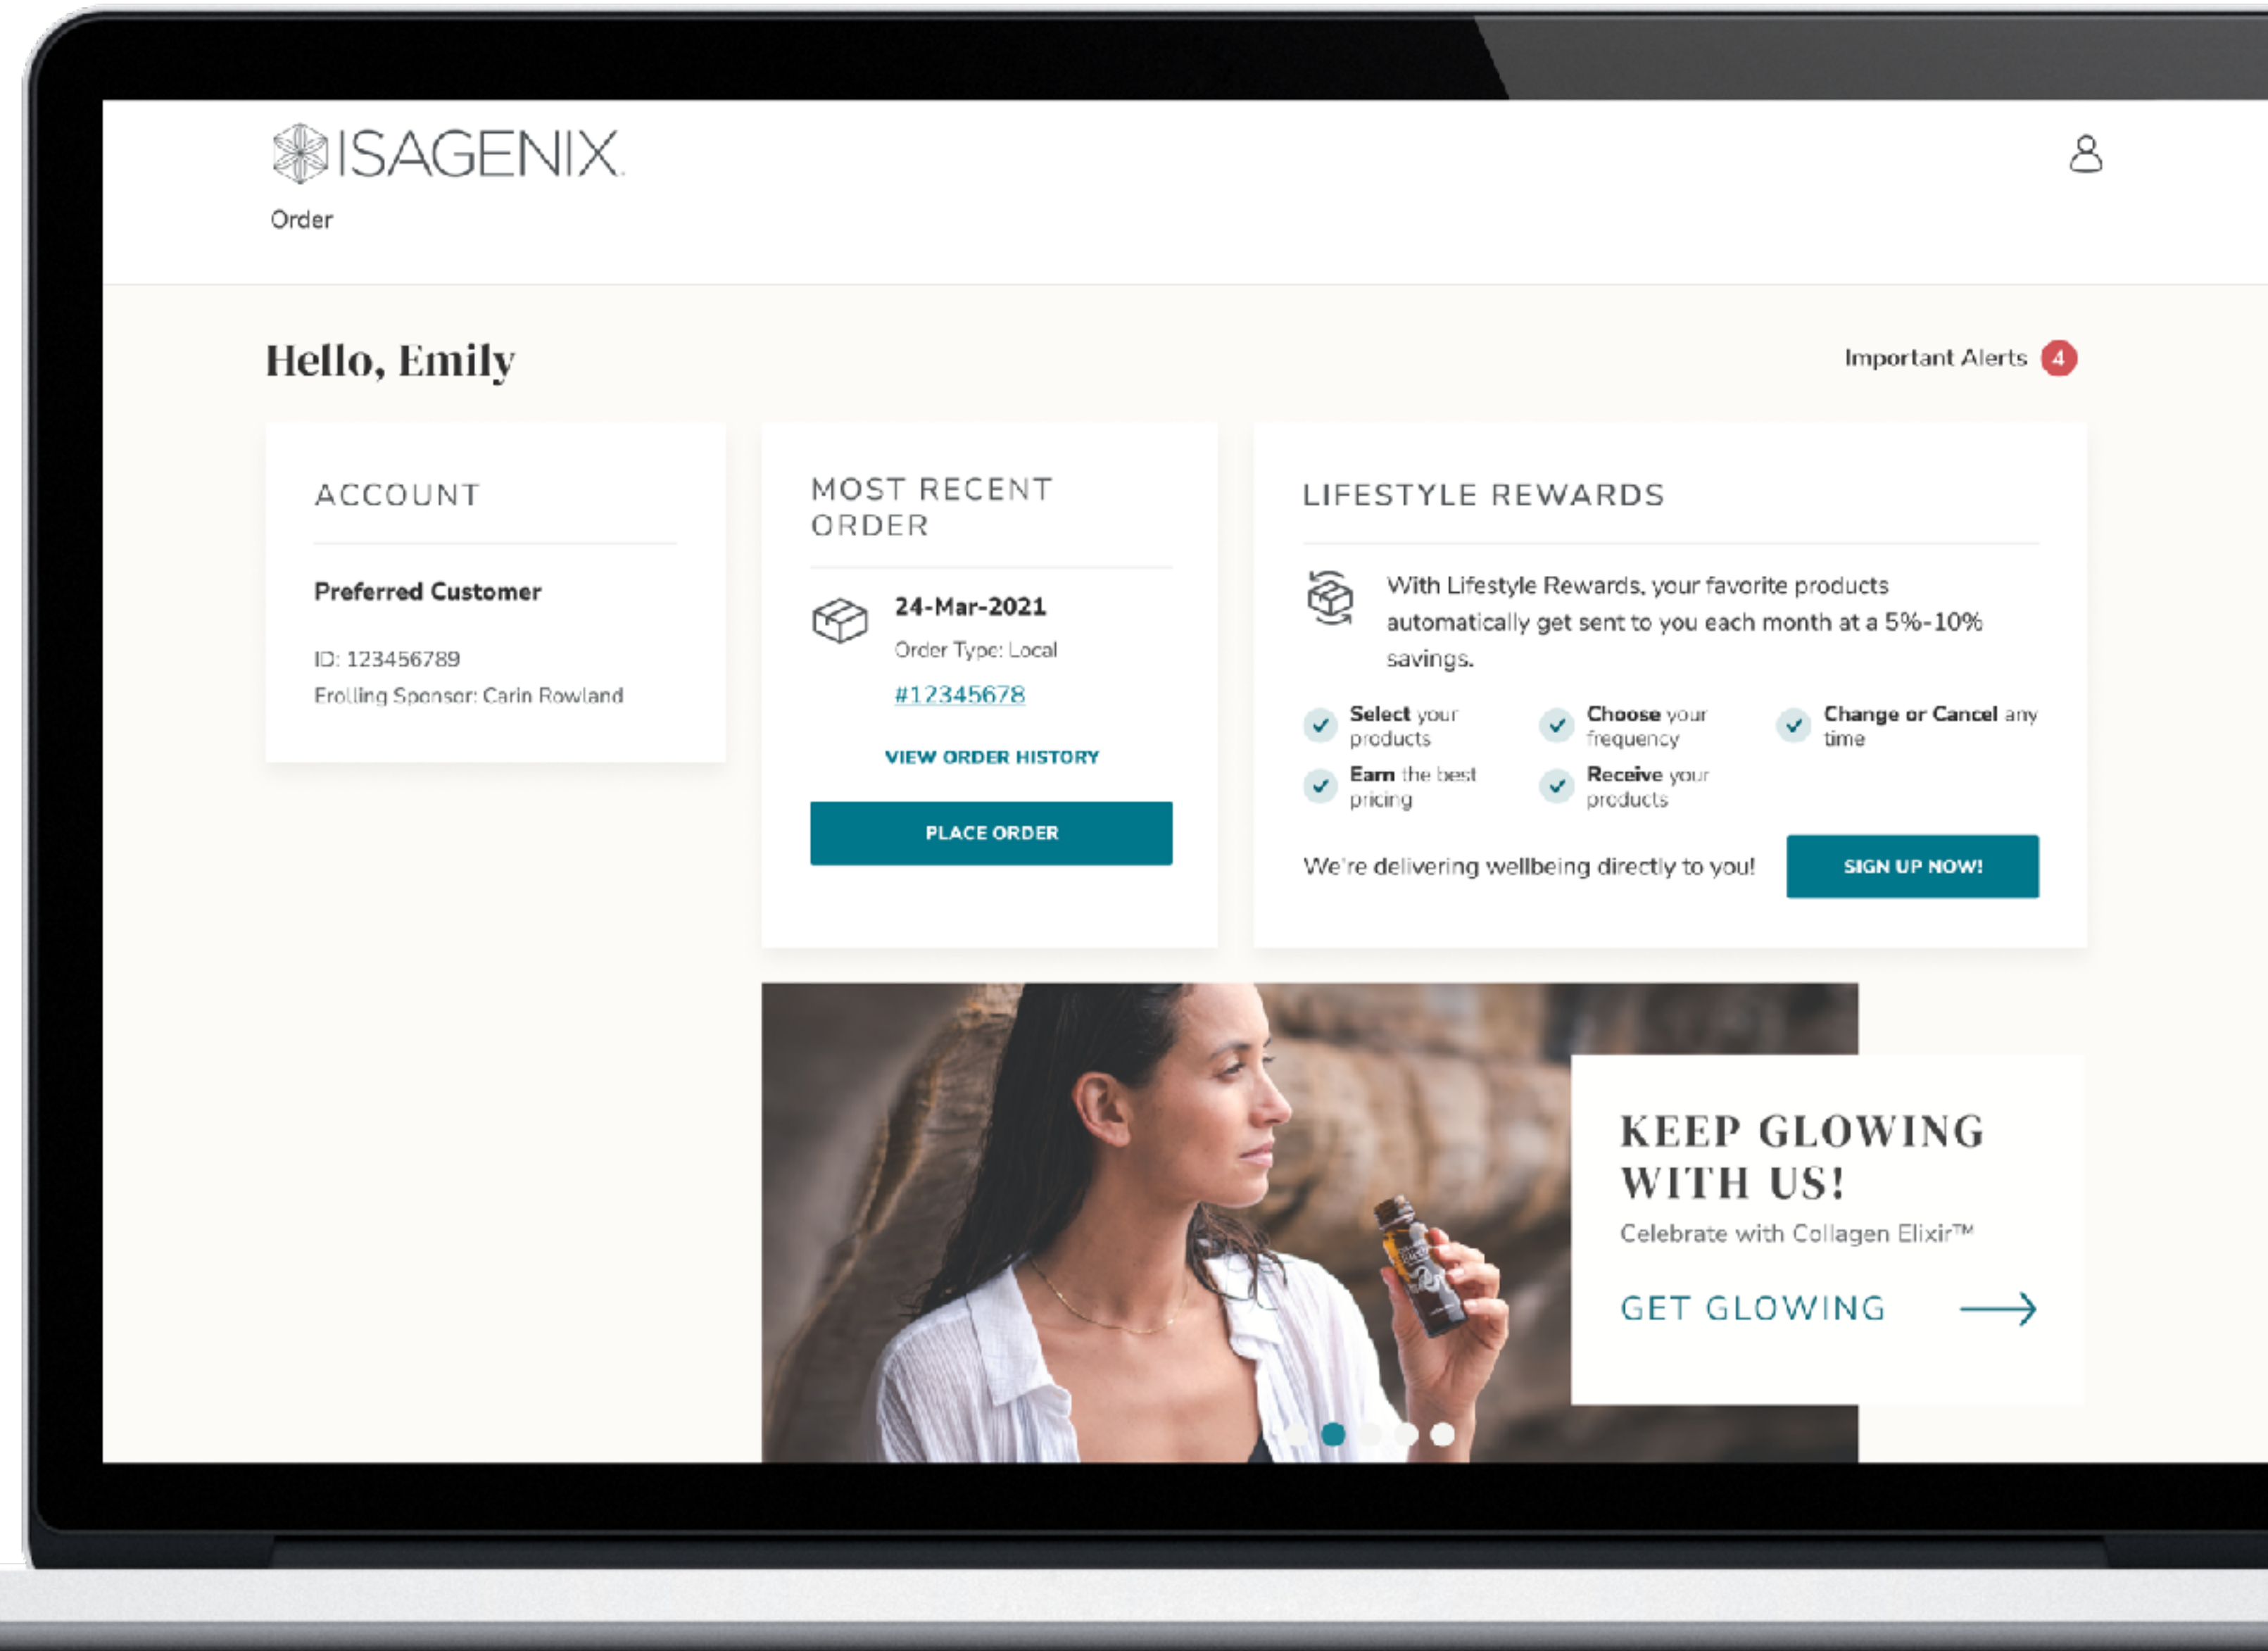 ISAGENIX
Order
Hello, Emily
Important Alerts 4
ACCOUNT
Preferred Customer
ID: 123456789
Erolling Sponsor: Carin Rowland
MOST RECENT
ORDER
24-Mar-2021
Order Type: Local
#12345678
VIEW ORDER HISTORY
PLACE ORDER
LIFESTYLE REWARDS
With Lifestyle Rewards, your favorite products
automatically get sent to you each month at a 5%-10%
savings.
Select your
products
Choose your
frequency
Change or Cancel any
time
Earn the best
pricing
Receive your
products
We're delivering wellbeing directly to you!
SIGN UP NOW!
KEEP GLOWING
WITH US!
Celebrate with Collagen Elixir™
GET GLOWING